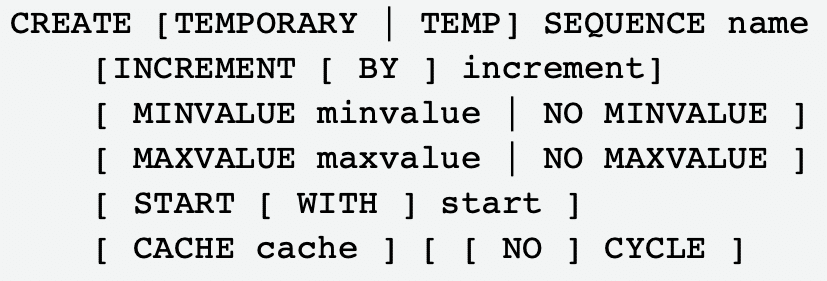 CREATE [TEMPORARY | TEMP] SEQUENCE name
[INCREMENT [ BY ] increment]
[ MINVALUE minvalue | NO MINVALUE ]
[ MAXVALUE maxvalue | NO MAXVALUE ]
[ START [ WITH ] start ]
[ CACHE cache ] [ [ NO ] CYCLE ]